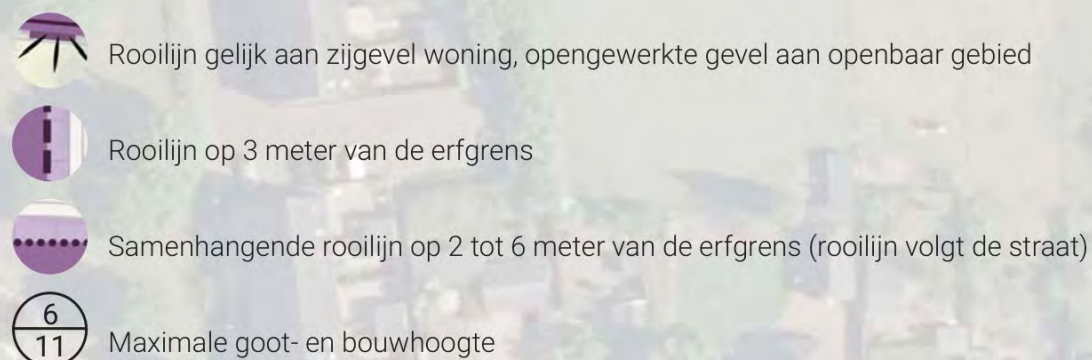 Rooilijn gelijk aan zijgevel woning, opengewerkte gevel aan openbaar gebied
Rooilijn op 3 meter van de erfgrens
Samenhangende rooilijn op 2 tot 6 meter van de erfgrens (rooilijn volgt de straat)
6
11
Maximale goot- en bouwhoogte